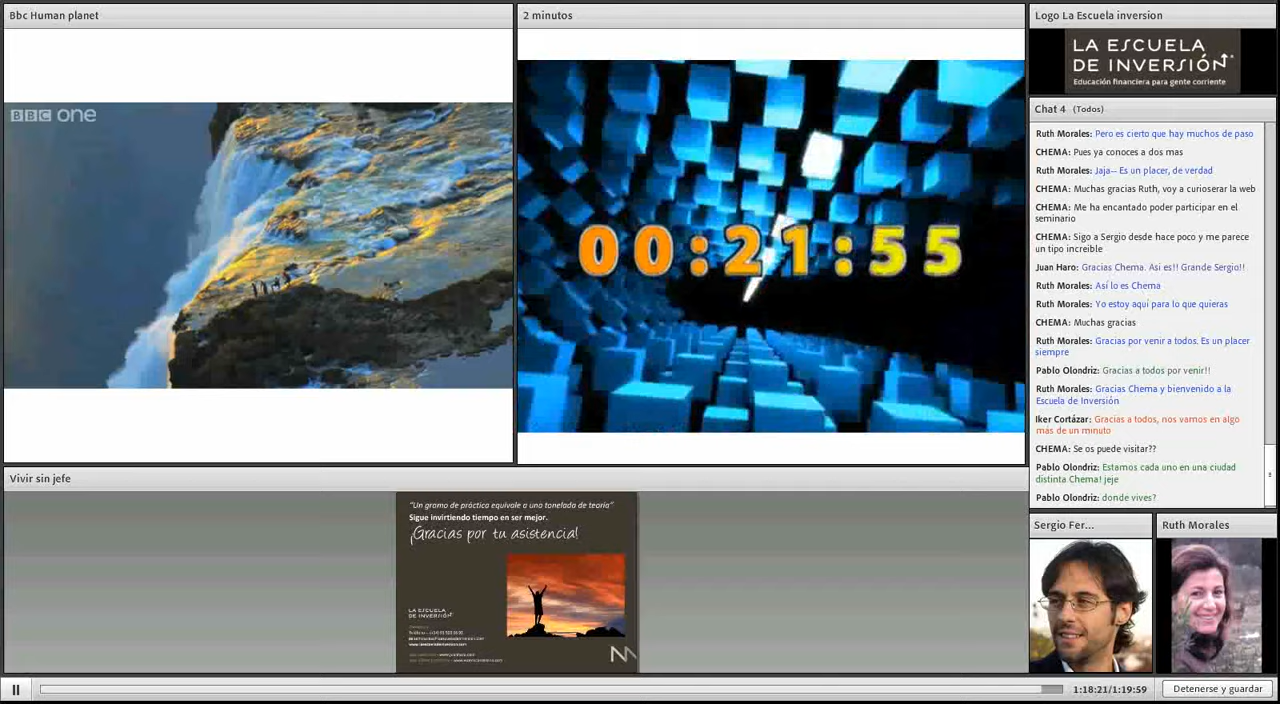 Bbc Human planet
BBC one
2 minutos
00:21:55
Logo La Escuela inversion
LA ESCUELA
DE INVERSIÓN
Educación financiera para gente corriente
Chat 4 (Todos)
Ruth Morales: Pero es cierto que hay muchos de paso
CHEMA: Pues ya conoces a dos mas
Ruth Morales: Jaja-- Es un placer, de verdad
CHEMA: Muchas gracias Ruth, voy a curioserar la web
CHEMA: Me ha encantado poder participar en el
seminario
CHEMA: Sigo a Sergio desde hace poco y me parece
un tipo increible
Juan Haro: Gracias Chema. Asi es!! Grande Sergio!!
Ruth Morales: Así lo es Chema
Ruth Morales: Yo estoy aquí para lo que quieras
CHEMA: Muchas gracias
Ruth Morales: Gracias por venir a todos. Es un placer
siempre
Pablo Olondriz: Gracias a todos por venir!!
Ruth Morales: Gracias Chema y bienvenido a la
Escuela de Inversión
Iker Cortázar: Gracias a todos, nos vamos en algo
más de un minuto
CHEMA: Se os puede visitar??
Pablo Olondriz: Estamos cada uno en una ciudad
distinta Chema! jeje
Pablo Olondriz: donde vives?
Vivir sin jefe
"Un gramo de práctica equivale a una tonelada de teoría"
Sigue invirtiendo tiempo en ser mejor.
¡Gracias por tu asistencia!
LA ESCUELA
DE INVERSIÓN
Sergio Fer...
Ruth Morales
1:18:21/1:19:59
Detenerse y guardar